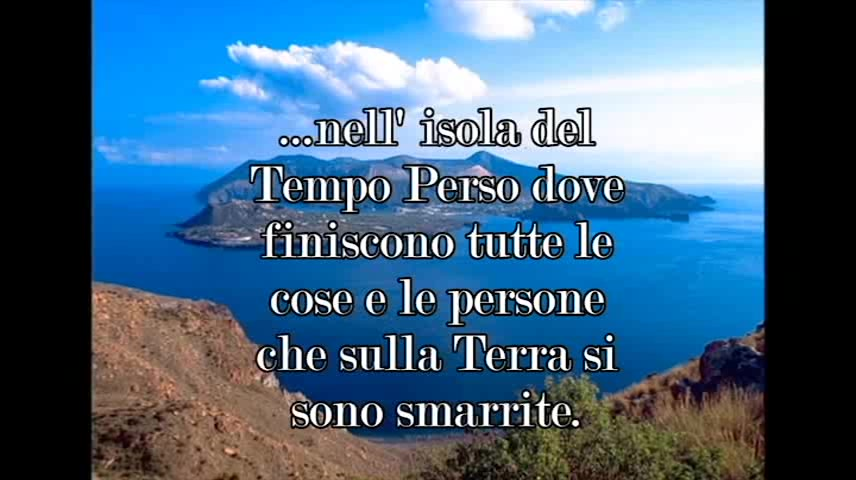 ...nell' isola del
Tempo Perso dove
finiscono tutte le
cose e le persone
che sulla Terra si
sono smarrite.